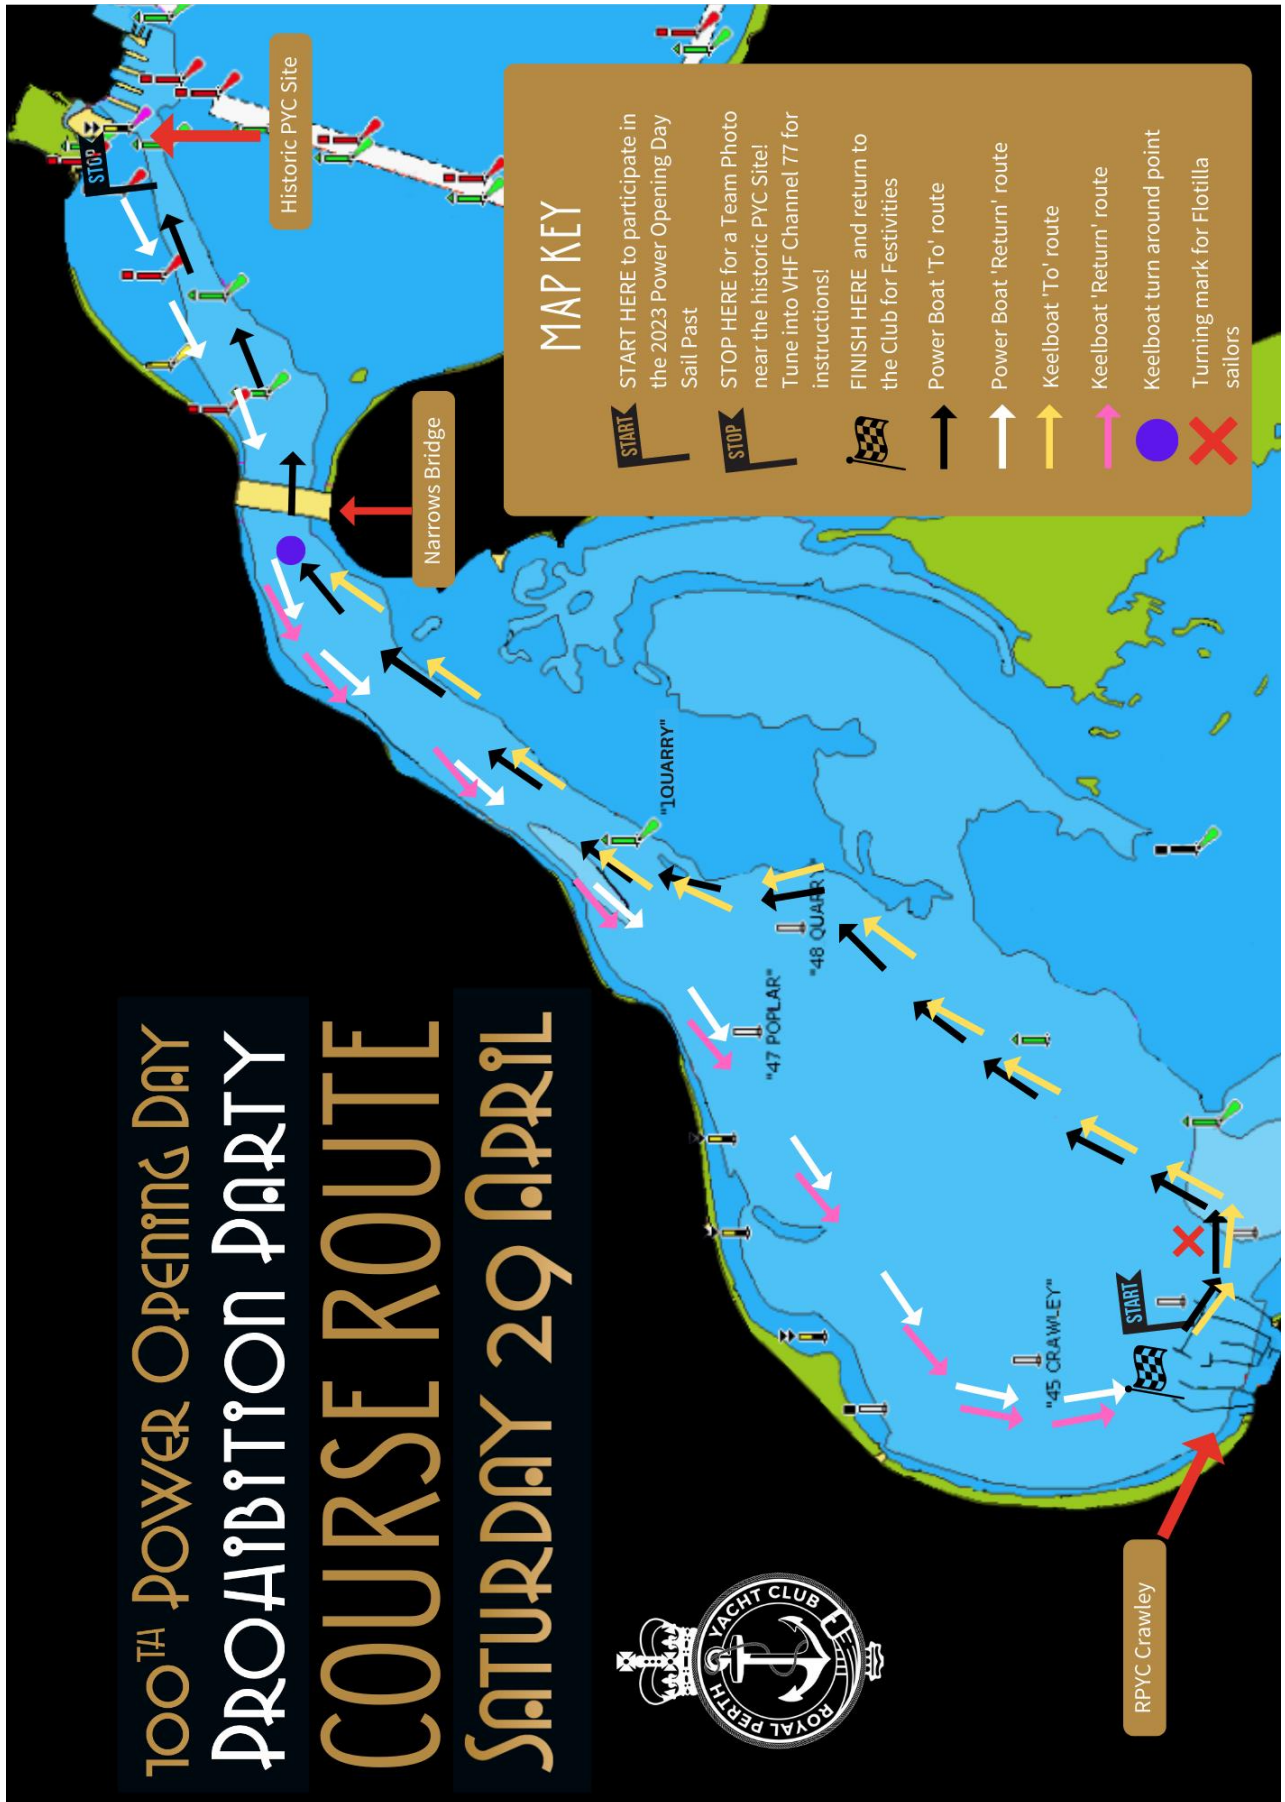 100TH POWER OPENING DAY
PROHIBITION PARTY
COURSE ROUTE
SATURDAY 29 APRIL
ROYAL PERTH YACHT CLUB
RPYC Crawley
START
"45 CRAWLEY"
"47 POPLAR"
"48 QUARRY"
"1QUARRY"
Narrows Bridge
STOP
Historic PYC Site
MAP KEY
START
START HERE to participate in
the 2023 Power Opening Day
Sail Past
STOP
STOP HERE for a Team Photo
near the historic PYC Site!
Tune into VHF Channel 77 for
instructions!
FINISH HERE and return to
the Club for Festivities
Power Boat 'To' route
Power Boat 'Return' route
Keelboat 'To' route
Keelboat 'Return' route
Keelboat turn around point
Turning mark for Flotilla
sailors